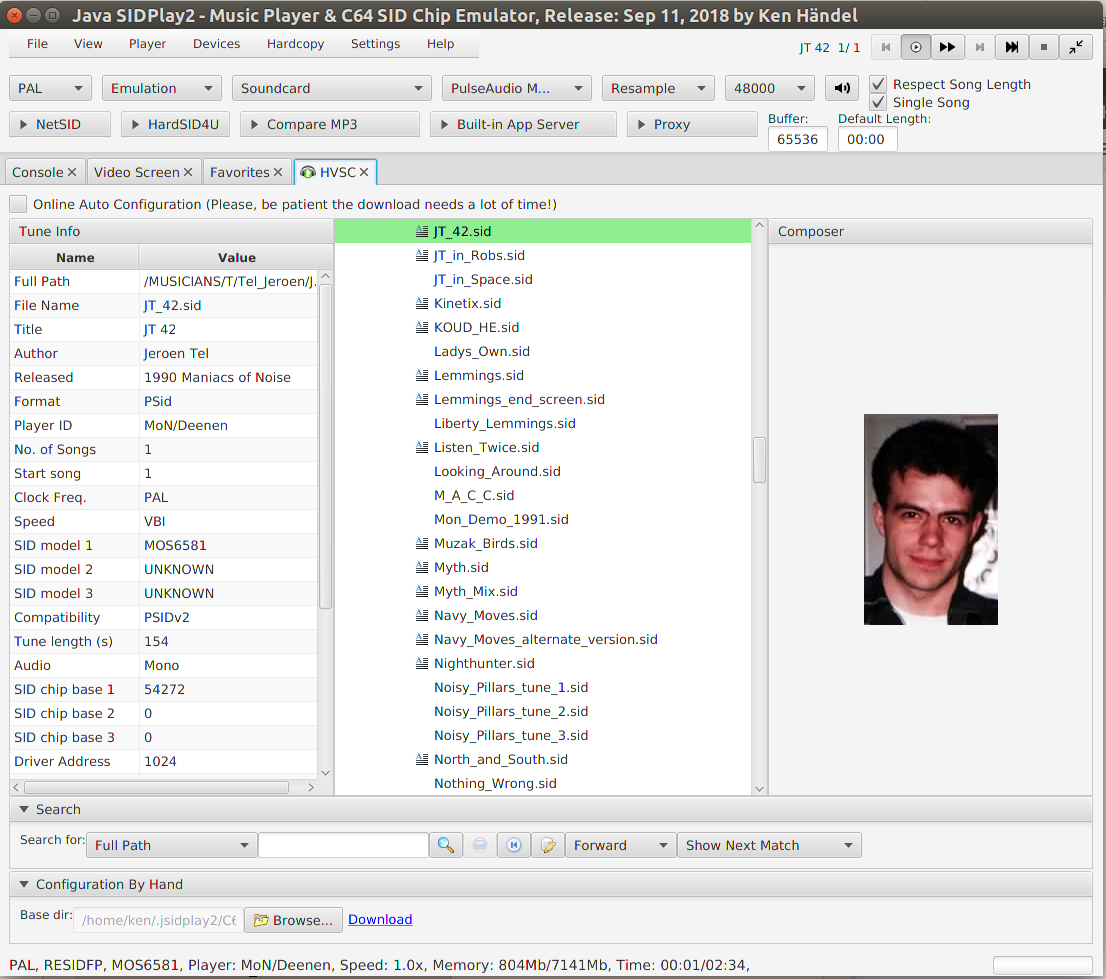 Java SIDPlay2 - Music Player & C64 SID Chip Emulator, Release: Sep 11, 2018 by Ken Händel
File View Player Devices Hardcopy Settings Help
JT 42 1/ 1
PAL Emulation Soundcard PulseAudio M... Resample 48000
Respect Song Length
Single Song
NetSID HardSID4U Compare MP3 Built-in App Server Proxy
Buffer: Default Length:
65536 00:00
Console Video Screen Favorites HVSC
Online Auto Configuration (Please, be patient the download needs a lot of time!)
Tune Info
Name Value
Full Path /MUSICIANS/T/Tel_Jeroen/J.
File Name JT_42.sid
Title JT 42
Author Jeroen Tel
Released 1990 Maniacs of Noise
Format PSid
Player ID MoN/Deenen
No. of Songs 1
Start song 1
Clock Freq. PAL
Speed VBI
SID model 1 MOS6581
SID model 2 UNKNOWN
SID model 3 UNKNOWN
Compatibility PSIDv2
Tune length (s) 154
Audio Mono
SID chip base 1 54272
SID chip base 2 0
SID chip base 3 0
Driver Address 1024
JT_42.sid
JT_in_Robs.sid
JT_in_Space.sid
Kinetix.sid
KOUD_HE.sid
Ladys_Own.sid
Lemmings.sid
Lemmings_end_screen.sid
Liberty_Lemmings.sid
Listen_Twice.sid
Looking_Around.sid
M_A_C_C.sid
Mon_Demo_1991.sid
Muzak_Birds.sid
Myth.sid
Myth_Mix.sid
Navy_Moves.sid
Navy_Moves_alternate_version.sid
Nighthunter.sid
Noisy_Pillars_tune_1.sid
Noisy_Pillars_tune_2.sid
Noisy_Pillars_tune_3.sid
North_and_South.sid
Nothing_Wrong.sid
Composer
Search
Search for: Full Path Forward Show Next Match
Configuration By Hand
Base dir: /home/ken/.jsidplay2/C6 Browse... Download
PAL, RESIDFP, MOS6581, Player: MoN/Deenen, Speed: 1.0x, Memory: 804Mb/7141Mb, Time: 00:01/02:34,